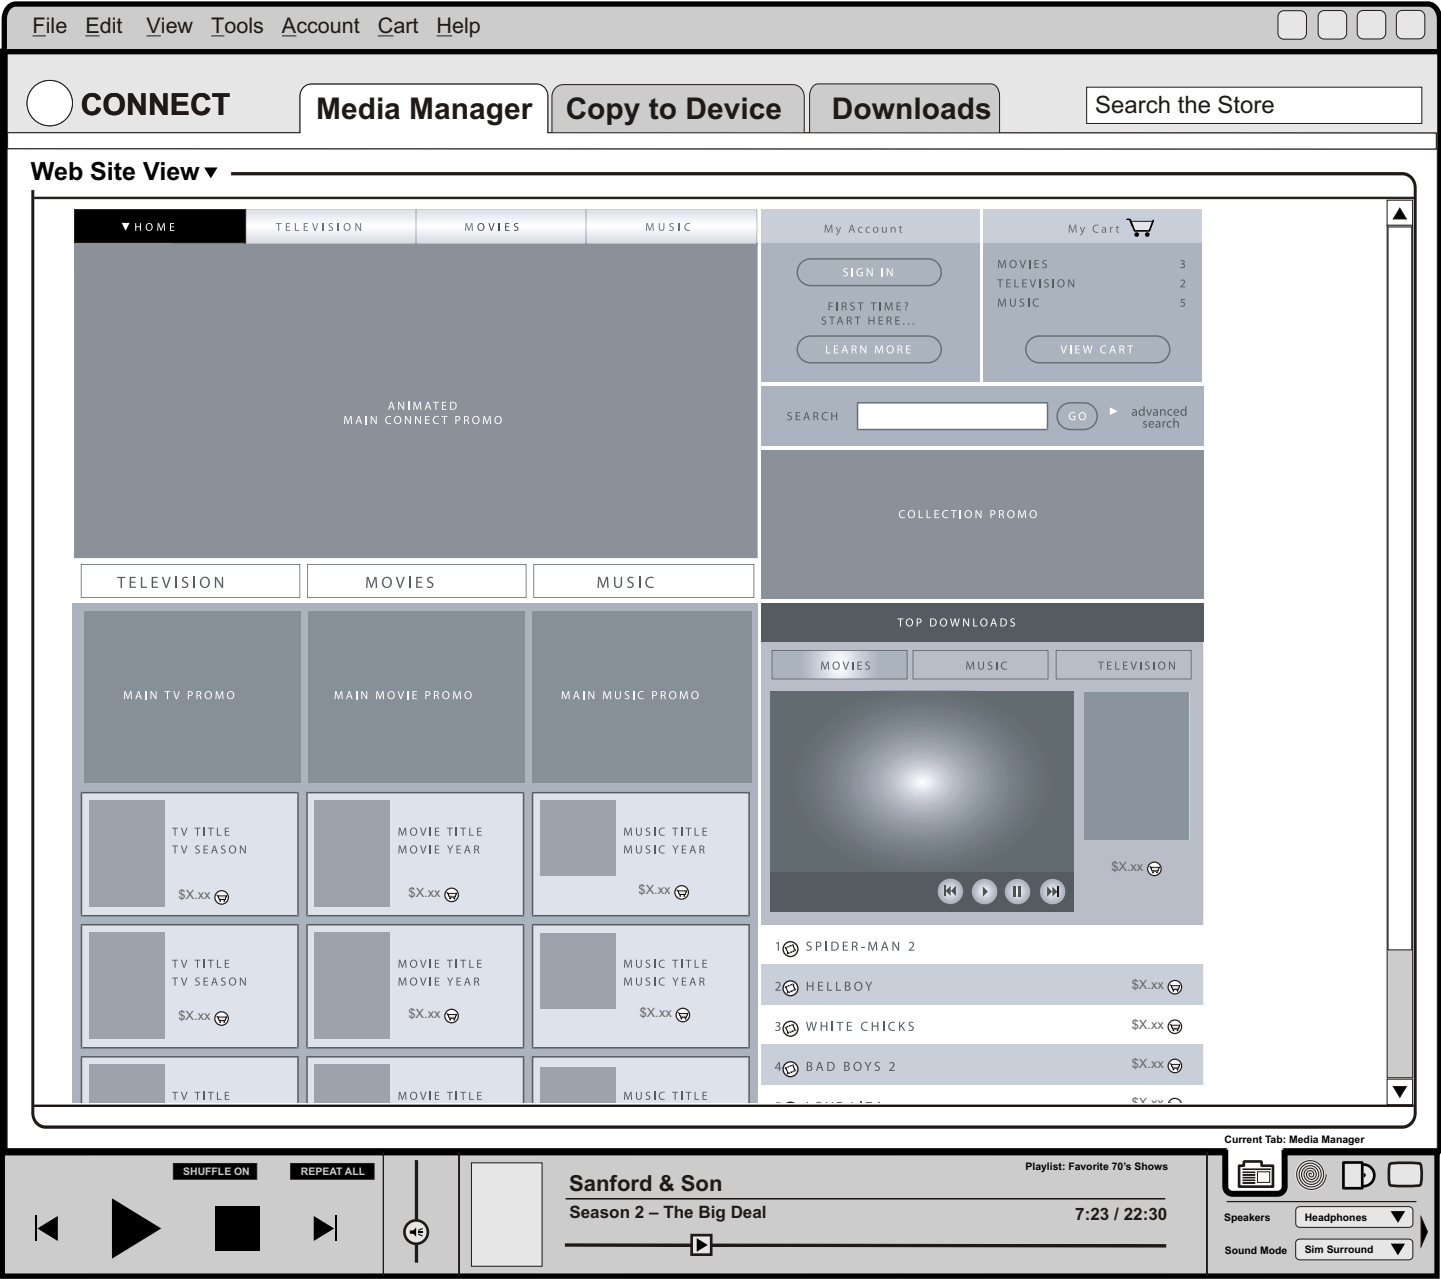 File Edit View Tools Account Cart Help
CONNECT
Media Manager
Copy to Device
Downloads
Search the Store
Web Site View
HOME
TELEVISION
MOVIES
MUSIC
My Account
My Cart
SIGN IN
FIRST TIME?
START HERE...
LEARN MORE
MOVIES 3
TELEVISION 2
MUSIC 5
VIEW CART
ANIMATED
MAIN CONNECT PROMO
SEARCH
GO
advanced
search
COLLECTION PROMO
TELEVISION
MOVIES
MUSIC
MAIN TV PROMO
MAIN MOVIE PROMO
MAIN MUSIC PROMO
TV TITLE
TV SEASON
$X.xx
MOVIE TITLE
MOVIE YEAR
$X.xx
MUSIC TITLE
MUSIC YEAR
$X.xx
TV TITLE
TV SEASON
$X.xx
MOVIE TITLE
MOVIE YEAR
$X.xx
MUSIC TITLE
MUSIC YEAR
$X.xx
TV TITLE
MOVIE TITLE
MUSIC TITLE
TOP DOWNLOADS
MOVIES
MUSIC
TELEVISION
$X.xx
1 SPIDER-MAN 2
2 HELLBOY $X.xx
3 WHITE CHICKS $X.xx
4 BAD BOYS 2 $X.xx
$X.xx
Current Tab: Media Manager
SHUFFLE ON
REPEAT ALL
Playlist: Favorite 70's Shows
Sanford & Son
Season 2 – The Big Deal
7:23 / 22:30
Speakers
Headphones
Sound Mode
Sim Surround